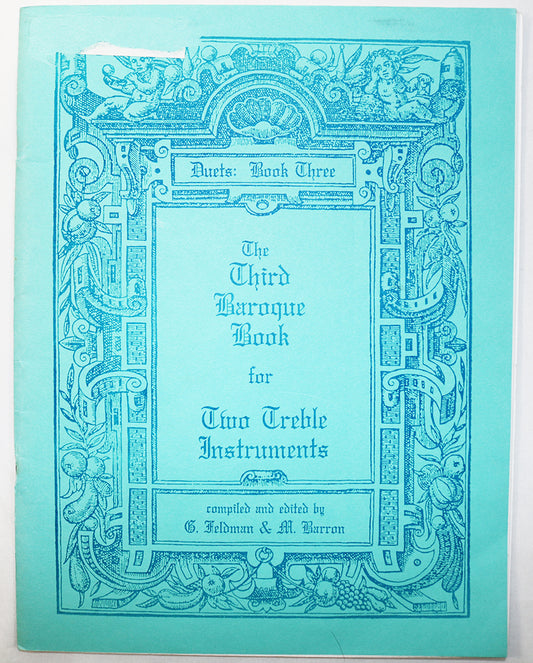 Duets: Book Three
The
Third
Baroque
Book
for
Two Treble
Instruments
compiled and edited by
G. Feldman & M. Barron